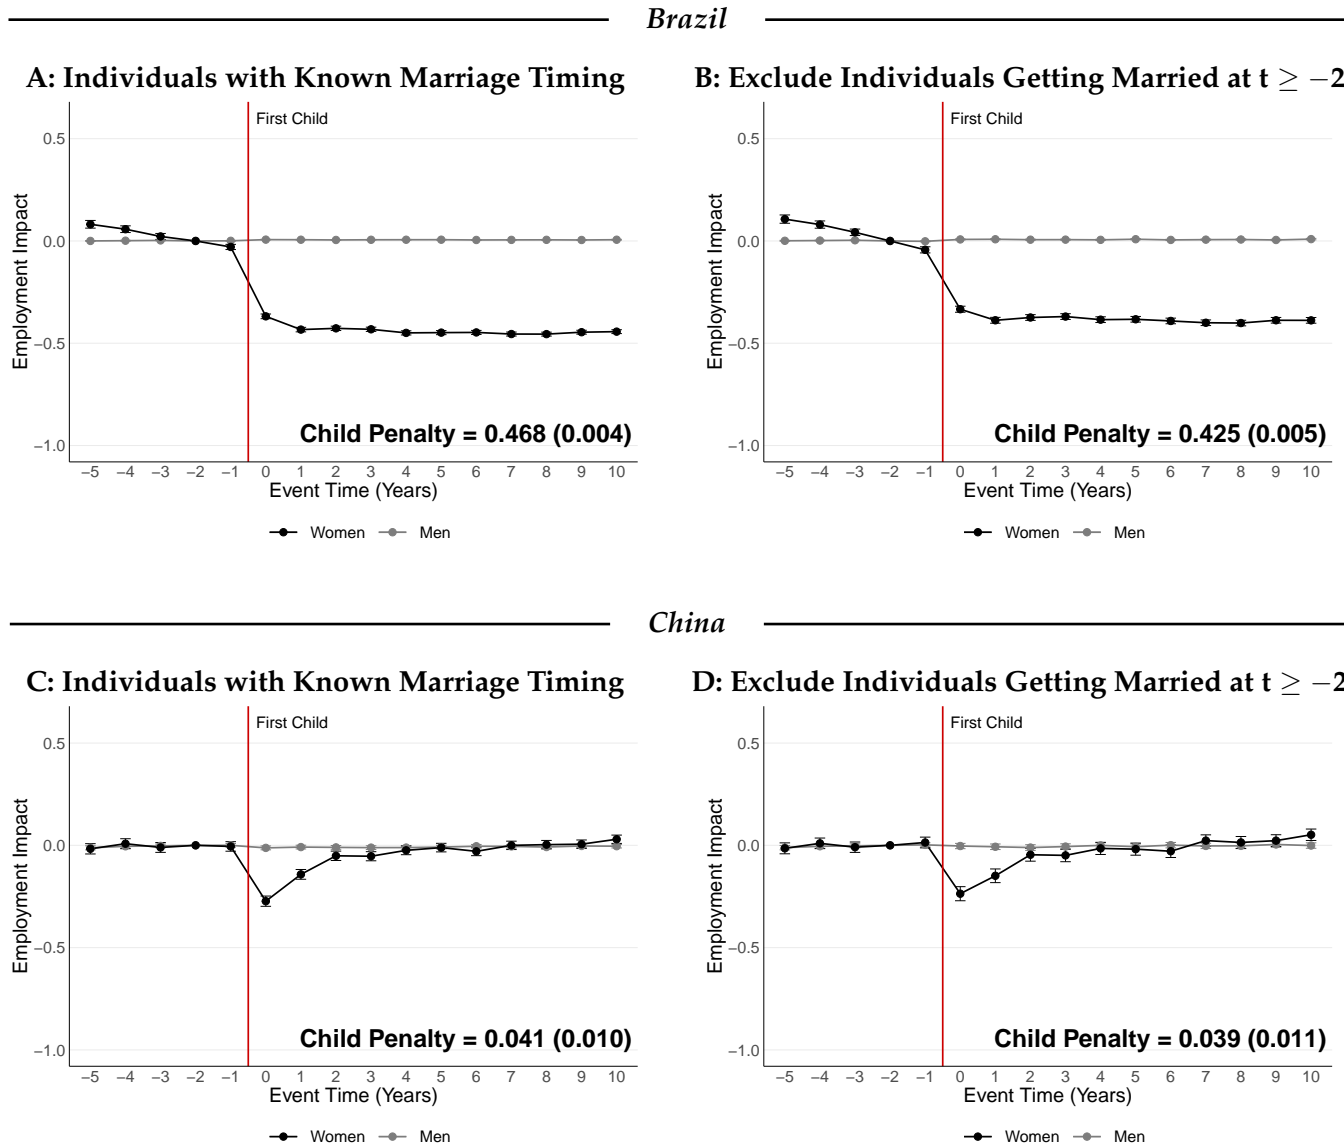 Brazil
A: Individuals with Known Marriage Timing
First Child
0.5
0.0
−0.5
−1.0
Employment Impact
Child Penalty = 0.468 (0.004)
−5 −4 −3 −2 −1 0 1 2 3 4 5 6 7 8 9 10
Event Time (Years)
Women Men
B: Exclude Individuals Getting Married at t ≥ −2
First Child
0.5
0.0
−0.5
−1.0
Employment Impact
Child Penalty = 0.425 (0.005)
−5 −4 −3 −2 −1 0 1 2 3 4 5 6 7 8 9 10
Event Time (Years)
Women Men
China
C: Individuals with Known Marriage Timing
First Child
0.5
0.0
−0.5
−1.0
Employment Impact
Child Penalty = 0.041 (0.010)
−5 −4 −3 −2 −1 0 1 2 3 4 5 6 7 8 9 10
Event Time (Years)
Women Men
D: Exclude Individuals Getting Married at t ≥ −2
First Child
0.5
0.0
−0.5
−1.0
Employment Impact
Child Penalty = 0.039 (0.011)
−5 −4 −3 −2 −1 0 1 2 3 4 5 6 7 8 9 10
Event Time (Years)
Women Men